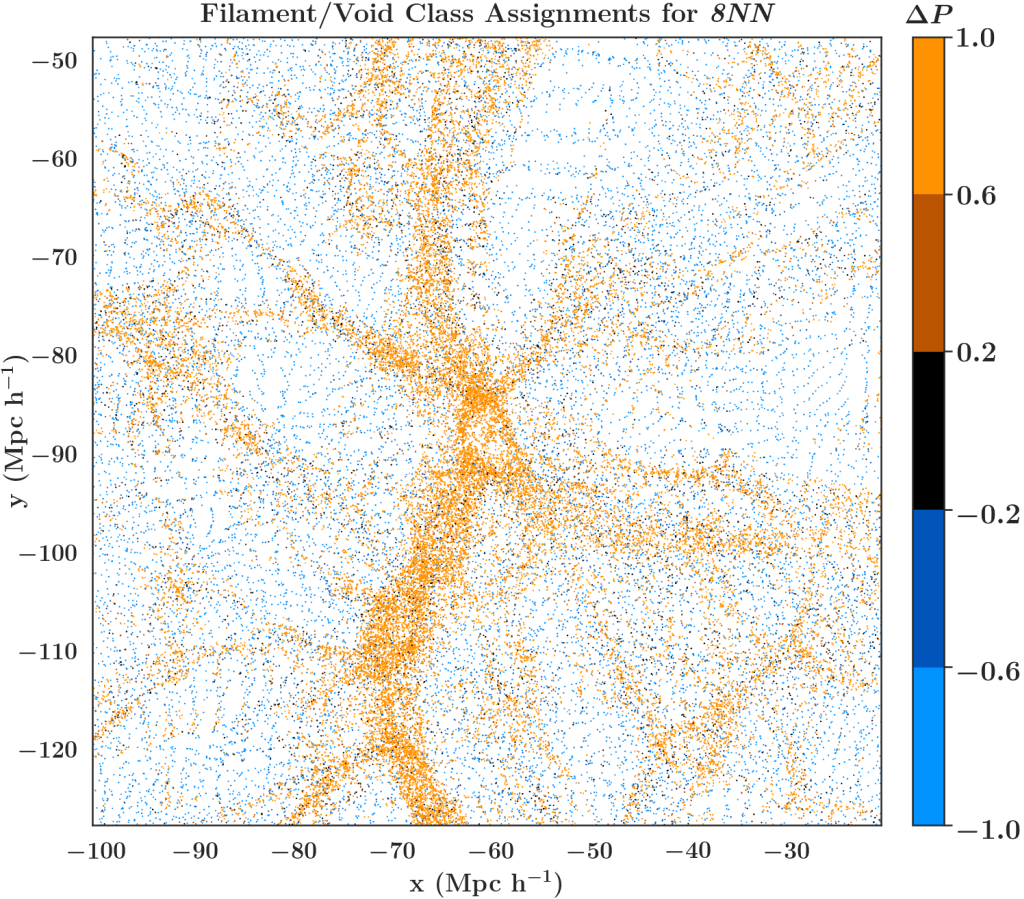 Filament/Void Class Assignments for 8NN
ΔP
1.0
0.6
0.2
−0.2
−0.6
−1.0
−50
−60
−70
−80
−90
−100
−110
−120
y (Mpc h⁻¹)
−100 −90 −80 −70 −60 −50 −40 −30
x (Mpc h⁻¹)